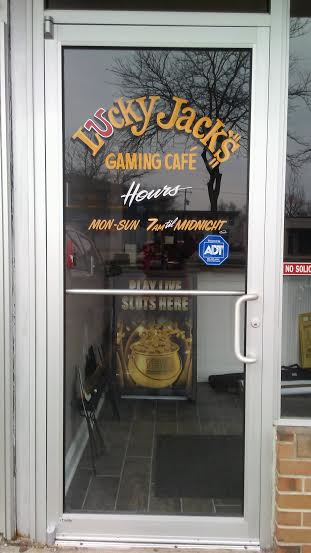 Lucky Jack's
GAMING CAFÉ
Hours
MON-SUN 7am til MIDNIGHT
ADT
NO SOLIC
PLAY LIVE
SLOTS HERE